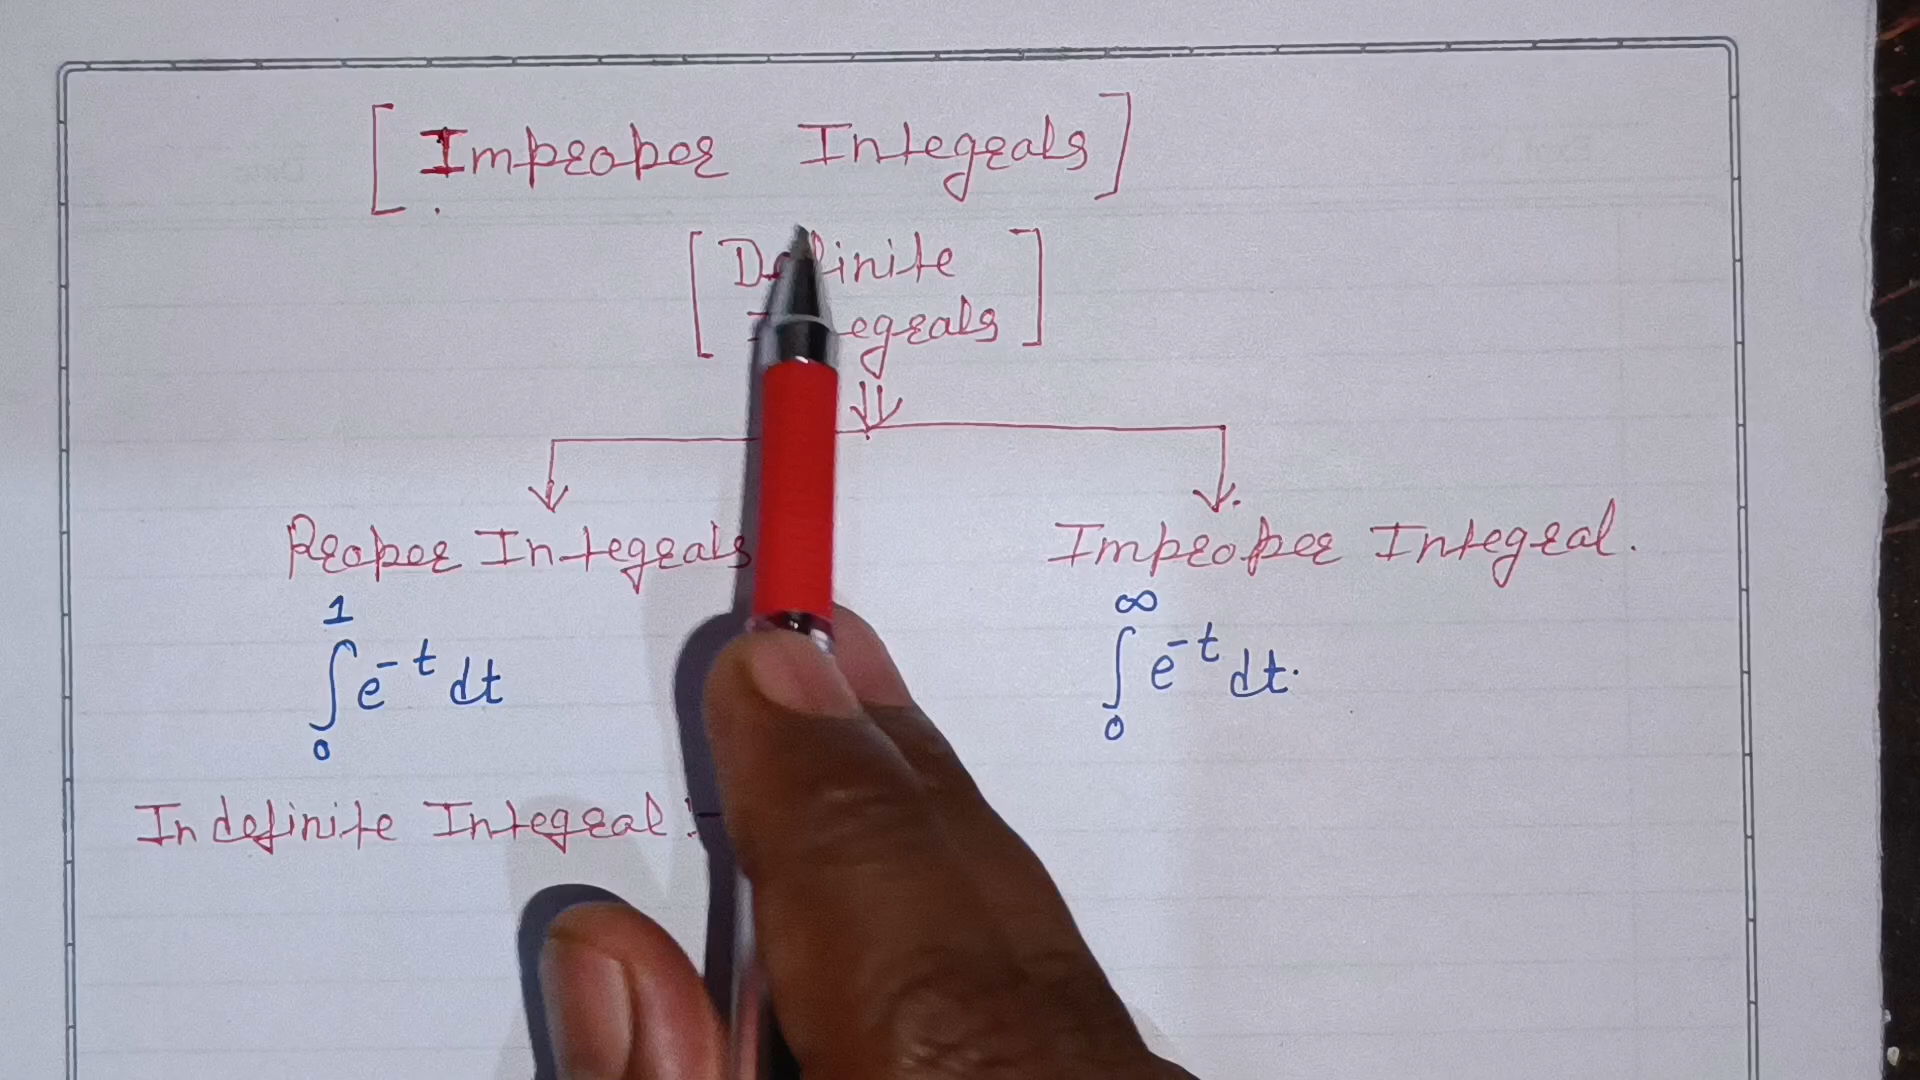 [Improper Integrals]
[Definite
Integrals]
Proper Integrals
Improper Integral.
1
∫ e^-t dt
0
∞
∫ e^-t dt.
0
Indefinite Integral :-